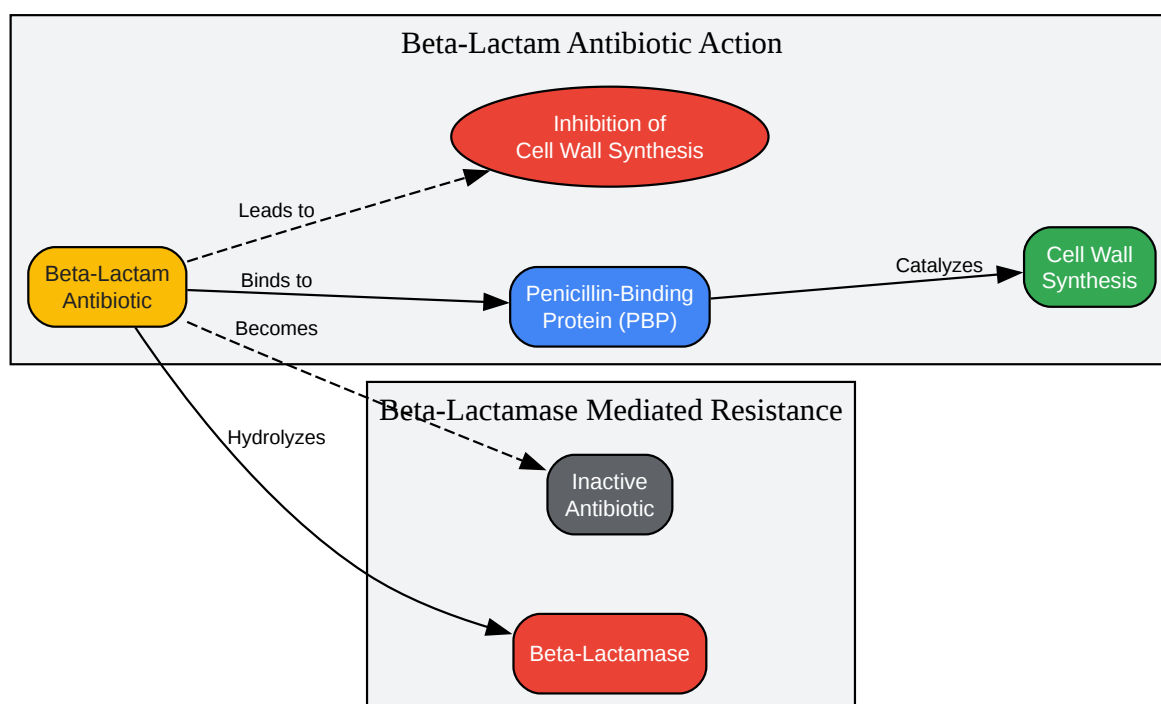 Beta-Lactam Antibiotic Action
Inhibition of
Cell Wall Synthesis
Leads to
Beta-Lactam
Antibiotic
Binds to
Penicillin-Binding
Protein (PBP)
Catalyzes
Cell Wall
Synthesis
Becomes
Beta-Lactamase Mediated Resistance
Hydrolyzes
Inactive
Antibiotic
Beta-Lactamase